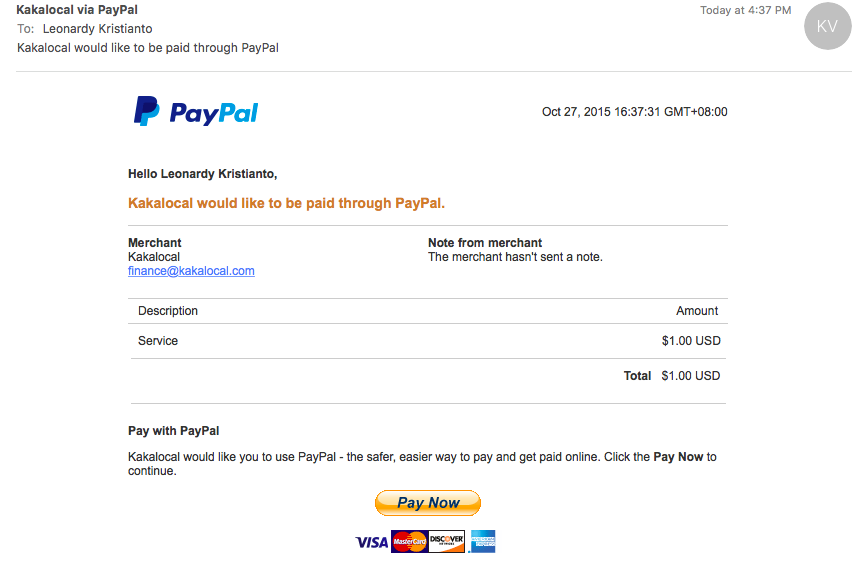 Kakalocal via PayPal
Today at 4:37 PM
KV
To: Leonardy Kristianto
Kakalocal would like to be paid through PayPal
PayPal
Oct 27, 2015 16:37:31 GMT+08:00
Hello Leonardy Kristianto,
Kakalocal would like to be paid through PayPal.
Merchant
Kakalocal
finance@kakalocal.com
Note from merchant
The merchant hasn't sent a note.
Description Amount
Service $1.00 USD
Total $1.00 USD
Pay with PayPal
Kakalocal would like you to use PayPal - the safer, easier way to pay and get paid online. Click the Pay Now to
continue.
Pay Now
VISA MasterCard DISCOVER